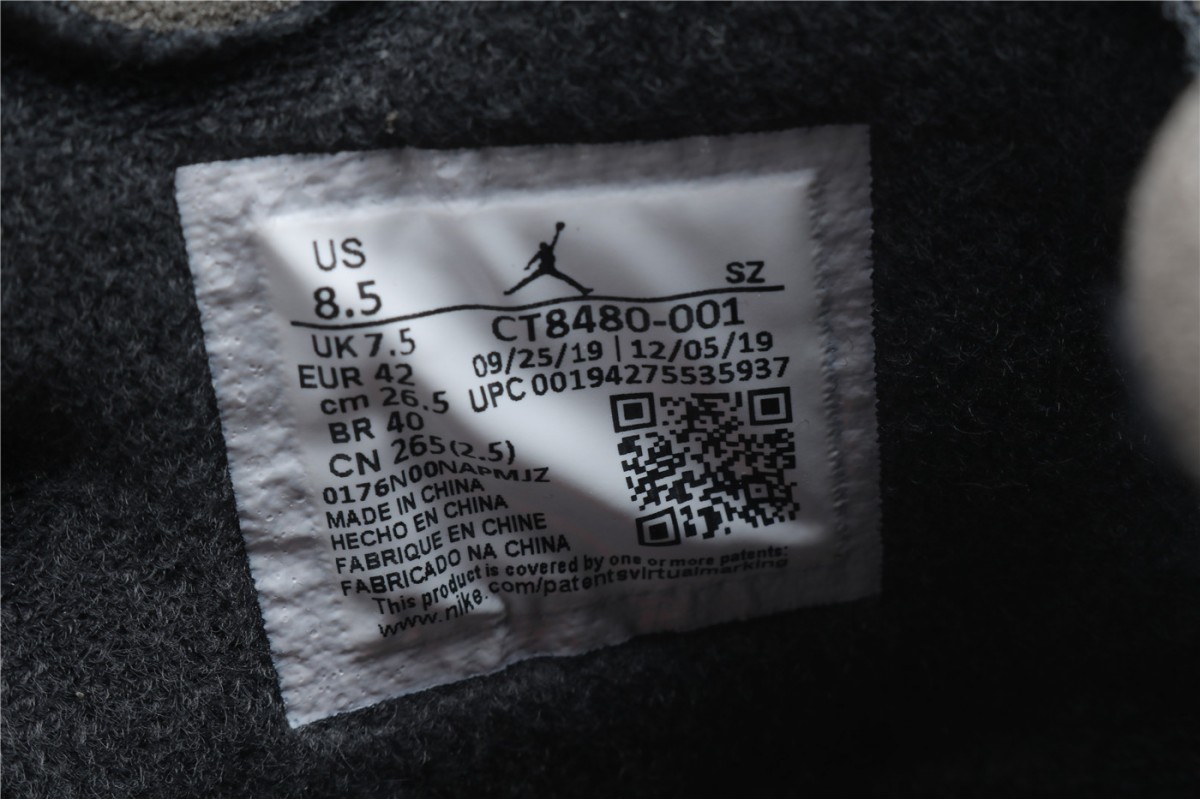 US
8.5
SZ
UK 7.5
CT8480-001
EUR 42
09/25/19 | 12/05/19
cm 26.5
UPC 00194275535937
BR 40
CN 265(2.5)
0176N00NAPMJZ
MADE IN CHINA
HECHO EN CHINA
FABRIQUE EN CHINE
FABRICADO NA CHINA
This product is covered by one or more patents:
www.nike.com/patentsvirtualmarking